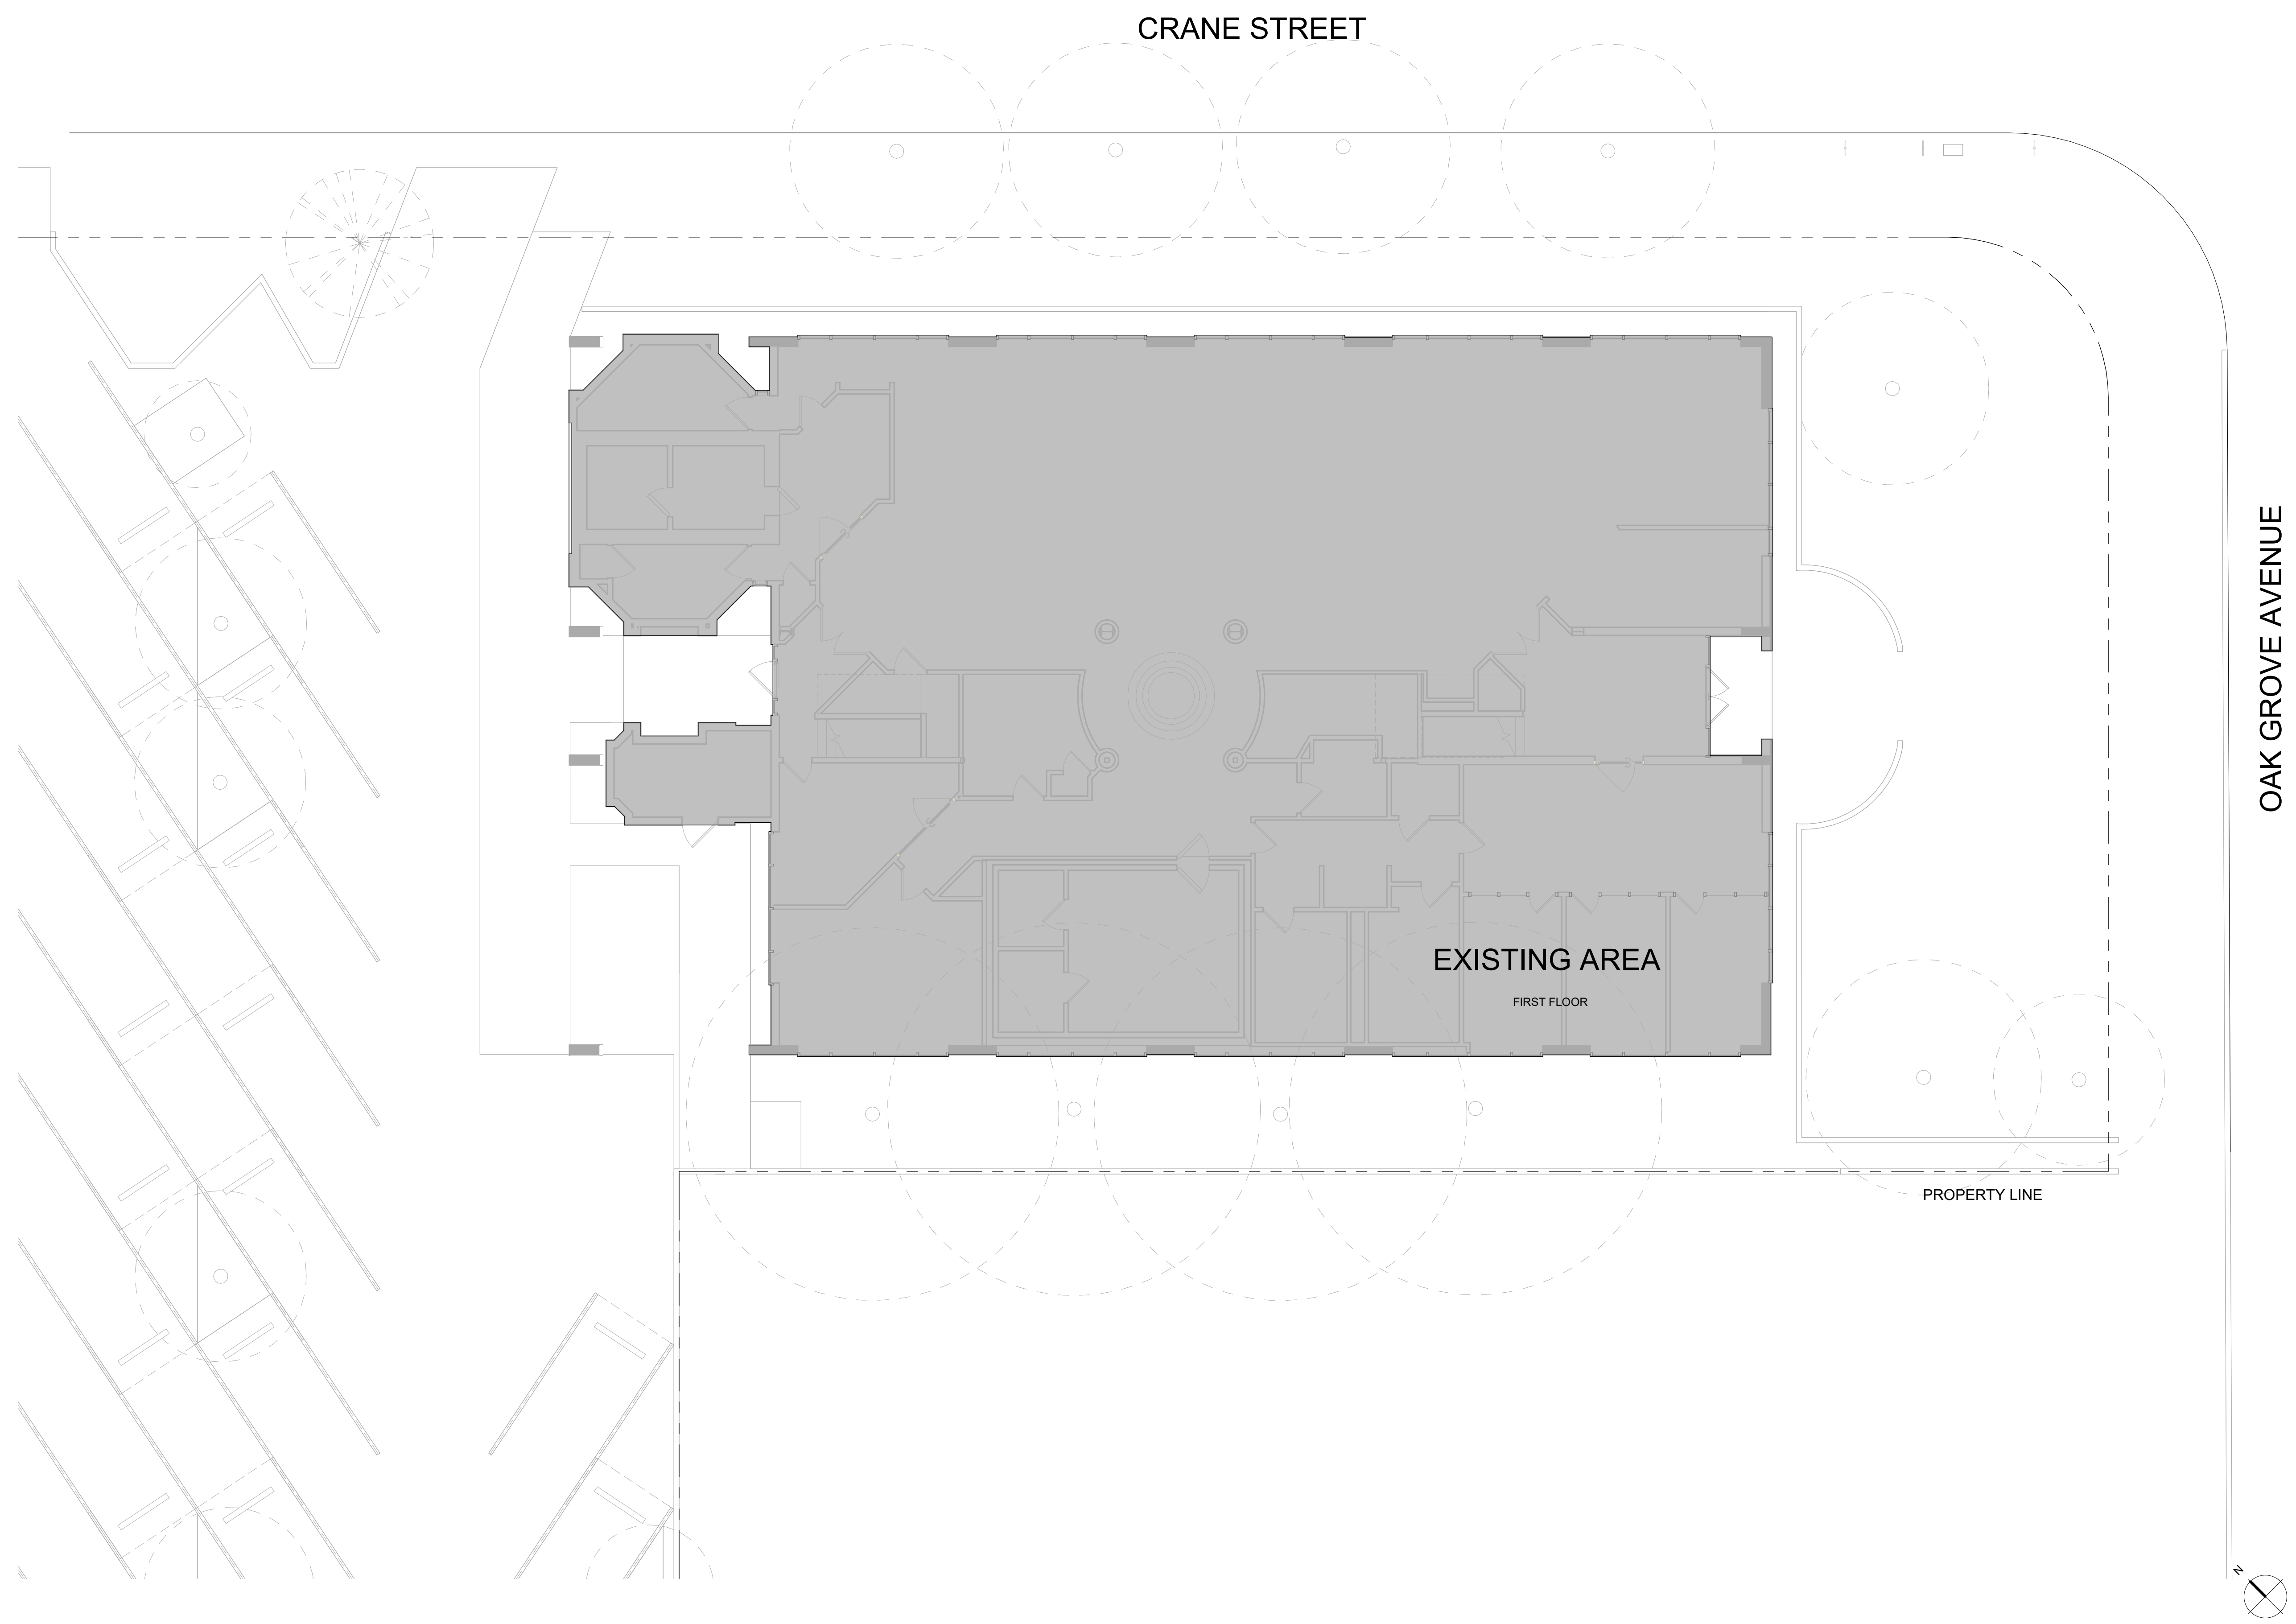 CRANE STREET
OAK GROVE AVENUE
EXISTING AREA
FIRST FLOOR
PROPERTY LINE
N